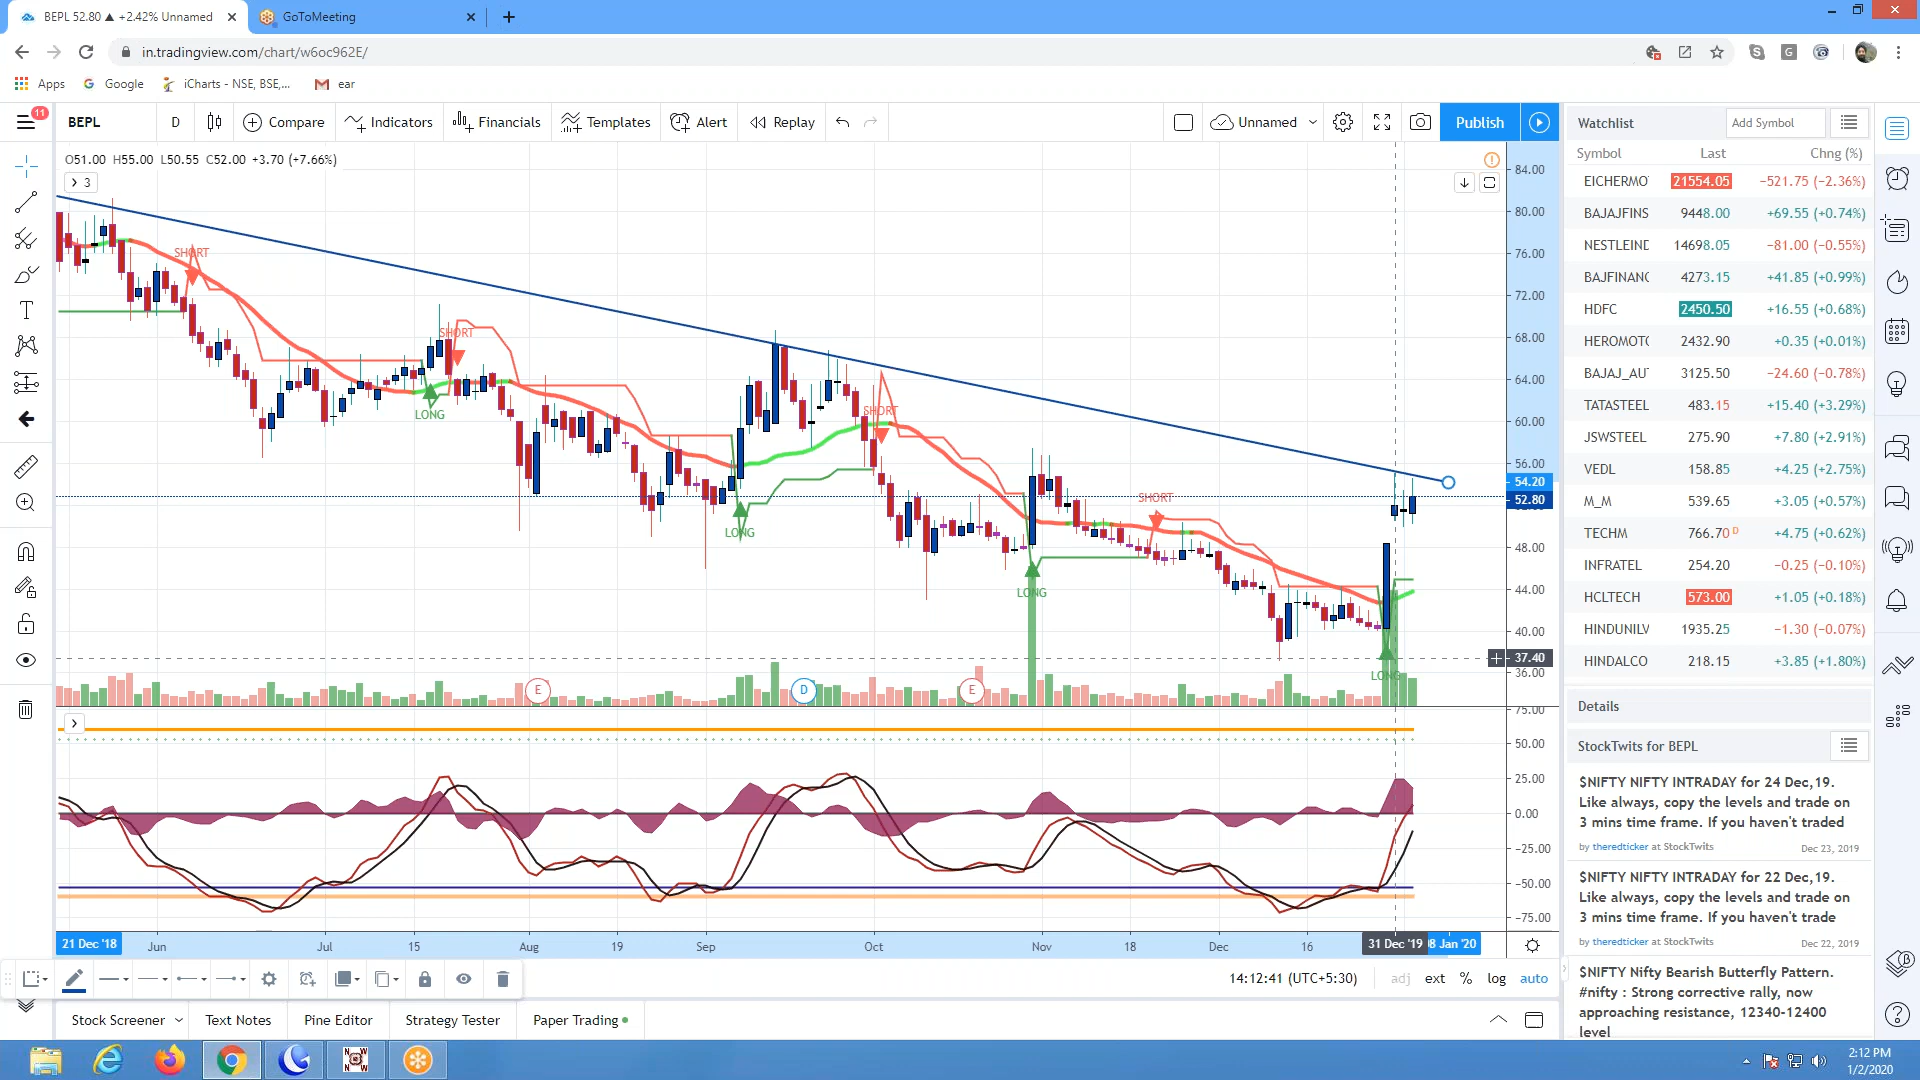 BEPL 52.80 ▲ +2.42% Unnamed
GoToMeeting
in.tradingview.com/chart/w6oc962E/
Apps
Google
iCharts - NSE, BSE,...
ear
11
BEPL
D
Compare
Indicators
Financials
Templates
Alert
Replay
Unnamed
Publish
O51.00 H55.00 L50.55 C52.00 +3.70 (+7.66%)
3
SHORT
SHORT
LONG
SHORT
LONG
SHORT
LONG
LONG
E
D
E
84.00
80.00
76.00
72.00
68.00
64.00
60.00
56.00
54.20
52.80
48.00
44.00
40.00
37.40
36.00
75.00
50.00
25.00
0.00
−25.00
−50.00
−75.00
21 Dec '18
Jun
Jul
15
Aug
19
Sep
Oct
Nov
18
Dec
16
31 Dec '19
8 Jan '20
14:12:41 (UTC+5:30)
adj
ext
%
log
auto
Stock Screener
Text Notes
Pine Editor
Strategy Tester
Paper Trading
Watchlist
Add Symbol
Symbol Last Chng (%)
EICHERMO 21554.05 −521.75 (−2.36%)
BAJAJFINS 9448.00 +69.55 (+0.74%)
NESTLEIND 14698.05 −81.00 (−0.55%)
BAJFINANC 4273.15 +41.85 (+0.99%)
HDFC 2450.50 +16.55 (+0.68%)
HEROMOTO 2432.90 +0.35 (+0.01%)
BAJAJ_AUT 3125.50 −24.60 (−0.78%)
TATASTEEL 483.15 +15.40 (+3.29%)
JSWSTEEL 275.90 +7.80 (+2.91%)
VEDL 158.85 +4.25 (+2.75%)
M_M 539.65 +3.05 (+0.57%)
TECHM 766.70 D +4.75 (+0.62%)
INFRATEL 254.20 −0.25 (−0.10%)
HCLTECH 573.00 +1.05 (+0.18%)
HINDUNILV 1935.25 −1.30 (−0.07%)
HINDALCO 218.15 +3.85 (+1.80%)
Details
StockTwits for BEPL
$NIFTY NIFTY INTRADAY for 24 Dec,19.
Like always, copy the levels and trade on
3 mins time frame. If you haven't traded
by theredticker at StockTwits Dec 23, 2019
$NIFTY NIFTY INTRADAY for 22 Dec,19.
Like always, copy the levels and trade on
3 mins time frame. If you haven't trade
by theredticker at StockTwits Dec 22, 2019
$NIFTY Nifty Bearish Butterfly Pattern.
#nifty : Strong corrective rally, now
approaching resistance, 12340-12400
level
2:12 PM
1/2/2020